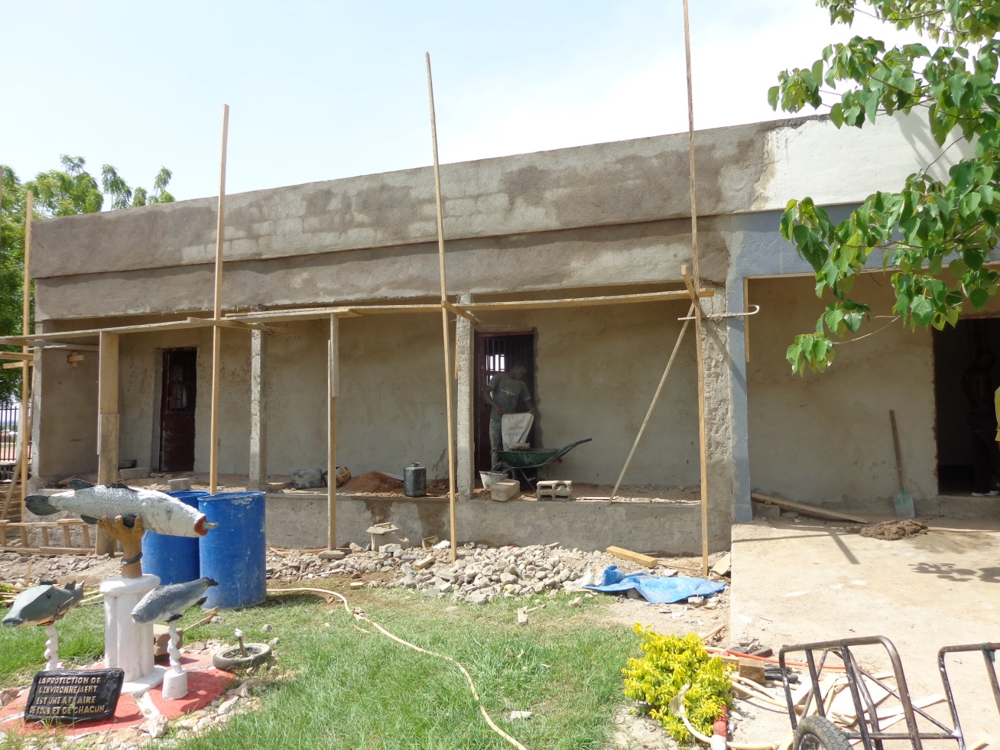 LA PROTECTION DE
L'ENVIRONNEMENT
EST UNE AFFAIRE
DE TOUS ET DE CHACUN